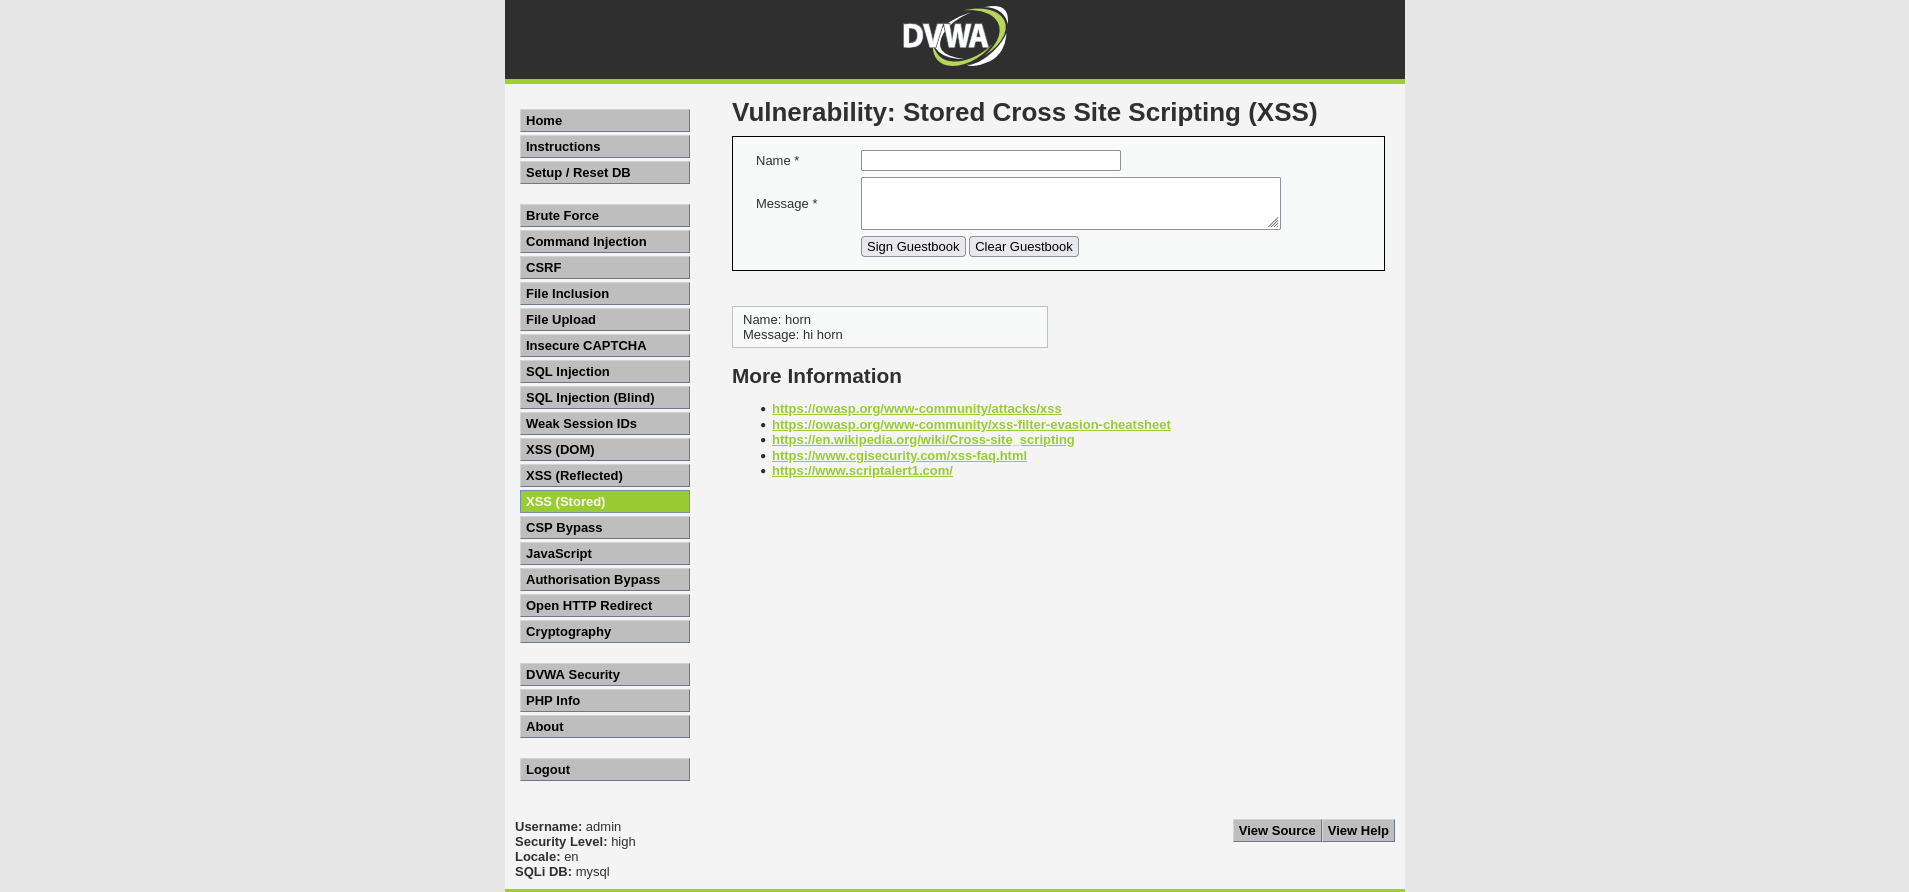 DVWA
Home
Instructions
Setup / Reset DB
Brute Force
Command Injection
CSRF
File Inclusion
File Upload
Insecure CAPTCHA
SQL Injection
SQL Injection (Blind)
Weak Session IDs
XSS (DOM)
XSS (Reflected)
XSS (Stored)
CSP Bypass
JavaScript
Authorisation Bypass
Open HTTP Redirect
Cryptography
DVWA Security
PHP Info
About
Logout
Vulnerability: Stored Cross Site Scripting (XSS)
Name *
Message *
Sign Guestbook Clear Guestbook
Name: horn
Message: hi horn
More Information
https://owasp.org/www-community/attacks/xss
https://owasp.org/www-community/xss-filter-evasion-cheatsheet
https://en.wikipedia.org/wiki/Cross-site_scripting
https://www.cgisecurity.com/xss-faq.html
https://www.scriptalert1.com/
Username: admin
Security Level: high
Locale: en
SQLi DB: mysql
View Source View Help